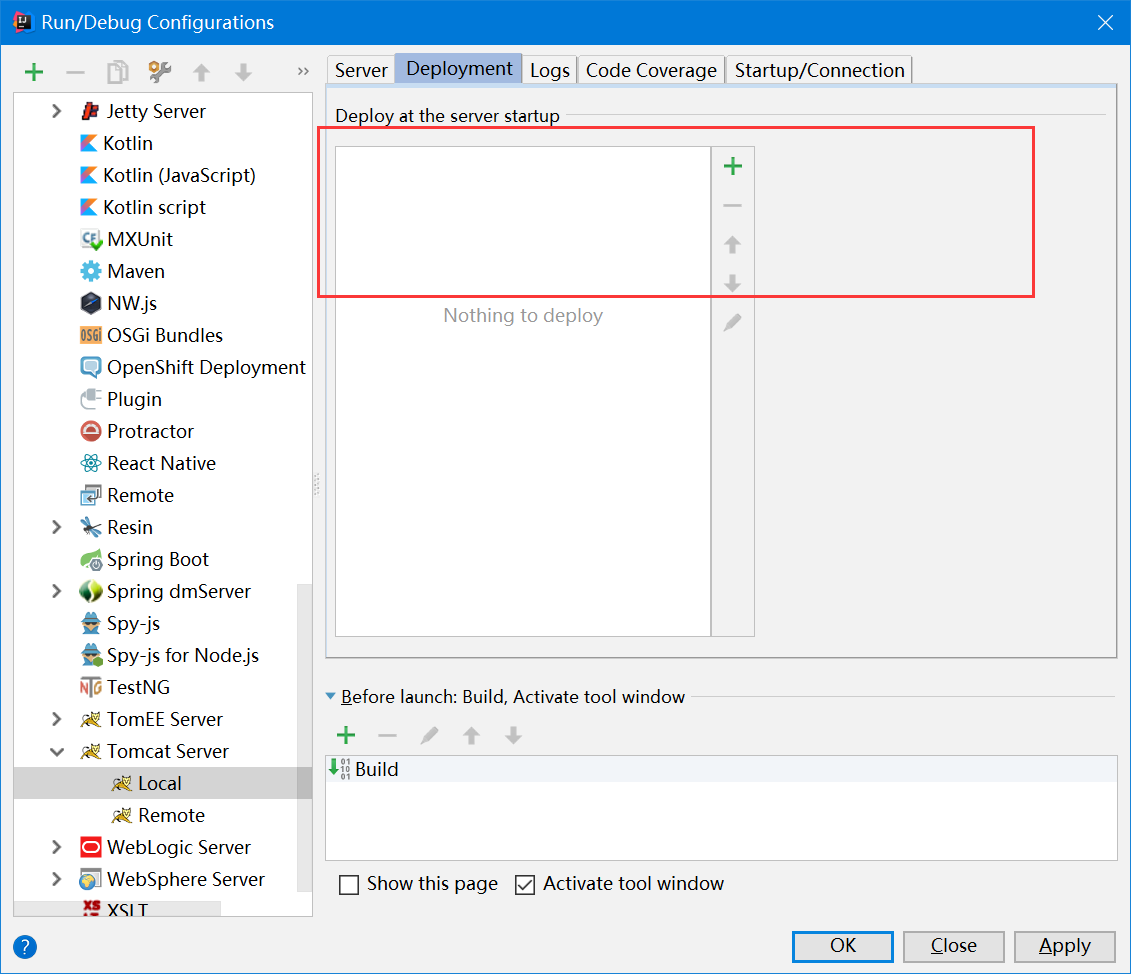 Run/Debug Configurations
Jetty Server
Kotlin
Kotlin (JavaScript)
Kotlin script
MXUnit
Maven
NW.js
OSGi Bundles
OpenShift Deployment
Plugin
Protractor
React Native
Remote
Resin
Spring Boot
Spring dmServer
Spy-js
Spy-js for Node.js
TestNG
TomEE Server
Tomcat Server
Local
Remote
WebLogic Server
WebSphere Server
XSLT
Server Deployment Logs Code Coverage Startup/Connection
Deploy at the server startup
Nothing to deploy
Before launch: Build, Activate tool window
Build
Show this page Activate tool window
OK Close Apply